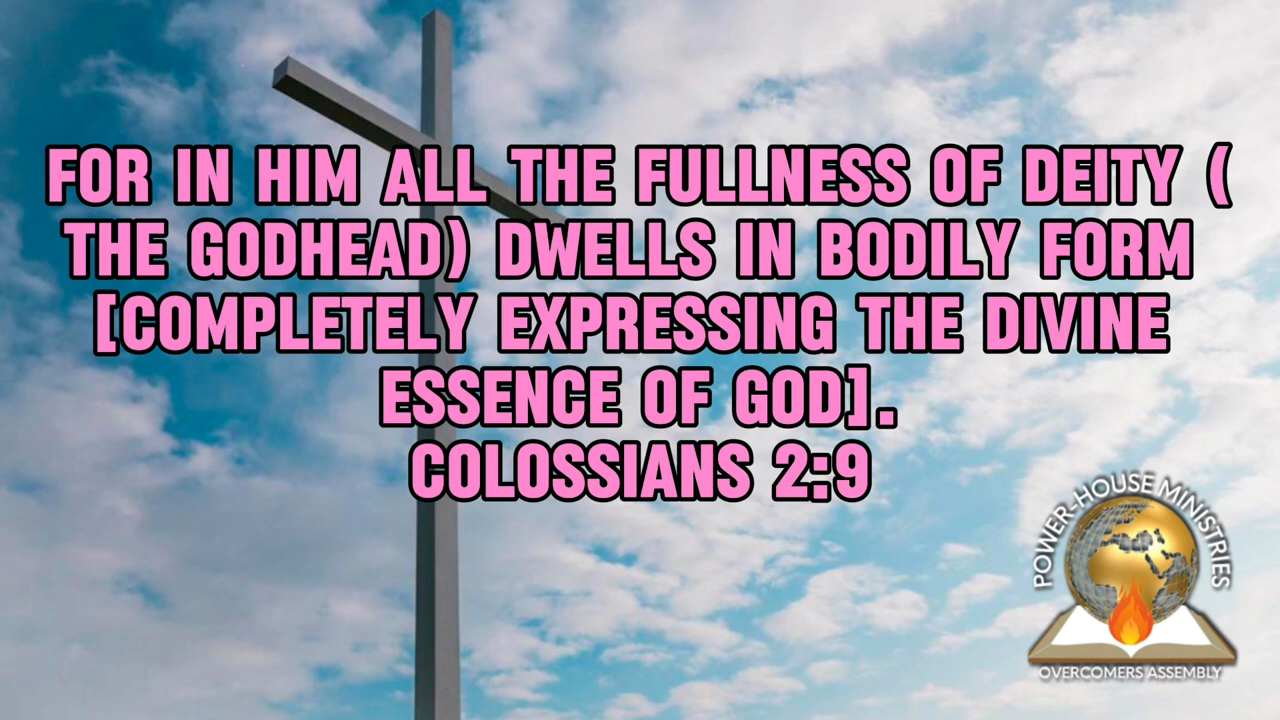 FOR IN HIM ALL THE FULLNESS OF DEITY (
THE GODHEAD) DWELLS IN BODILY FORM
[COMPLETELY EXPRESSING THE DIVINE
ESSENCE OF GOD].
COLOSSIANS 2:9
POWER-HOUSE MINISTRIES
OVERCOMERS ASSEMBLY